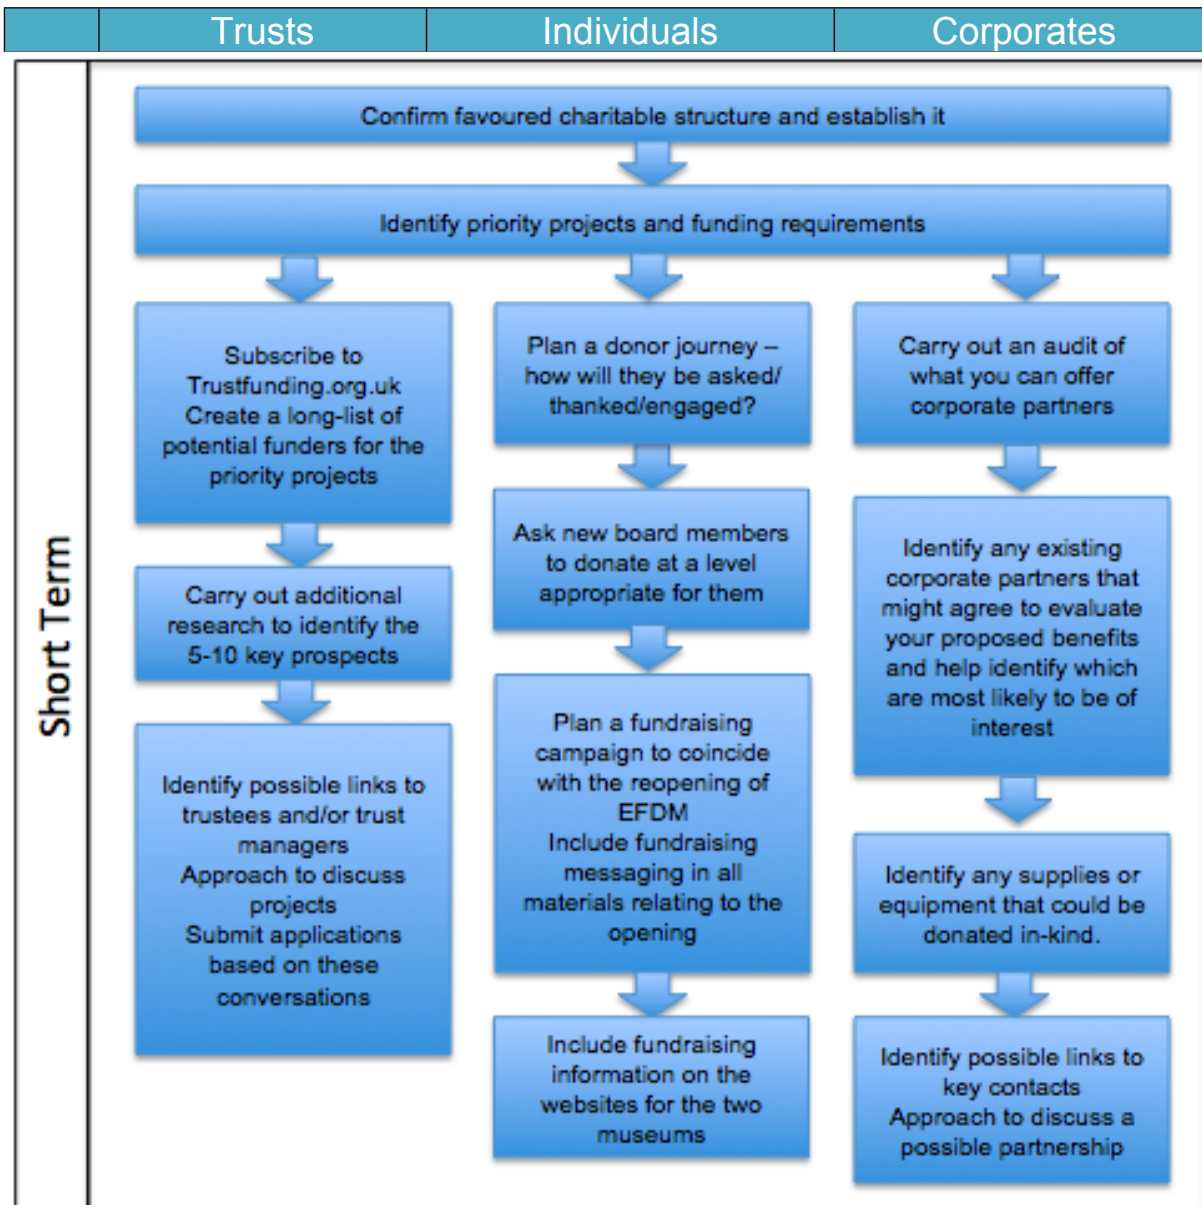 Trusts
Individuals
Corporates
Short Term
Confirm favoured charitable structure and establish it
Identify priority projects and funding requirements
Subscribe to
Trustfunding.org.uk
Create a long-list of
potential funders for the
priority projects
Carry out additional
research to identify the
5-10 key prospects
Identify possible links to
trustees and/or trust
managers
Approach to discuss
projects
Submit applications
based on these
conversations
Plan a donor journey –
how will they be asked/
thanked/engaged?
Ask new board members
to donate at a level
appropriate for them
Plan a fundraising
campaign to coincide
with the reopening of
EFDM
Include fundraising
messaging in all
materials relating to the
opening
Include fundraising
information on the
websites for the two
museums
Carry out an audit of
what you can offer
corporate partners
Identify any existing
corporate partners that
might agree to evaluate
your proposed benefits
and help identify which
are most likely to be of
interest
Identify any supplies or
equipment that could be
donated in-kind.
Identify possible links to
key contacts
Approach to discuss a
possible partnership